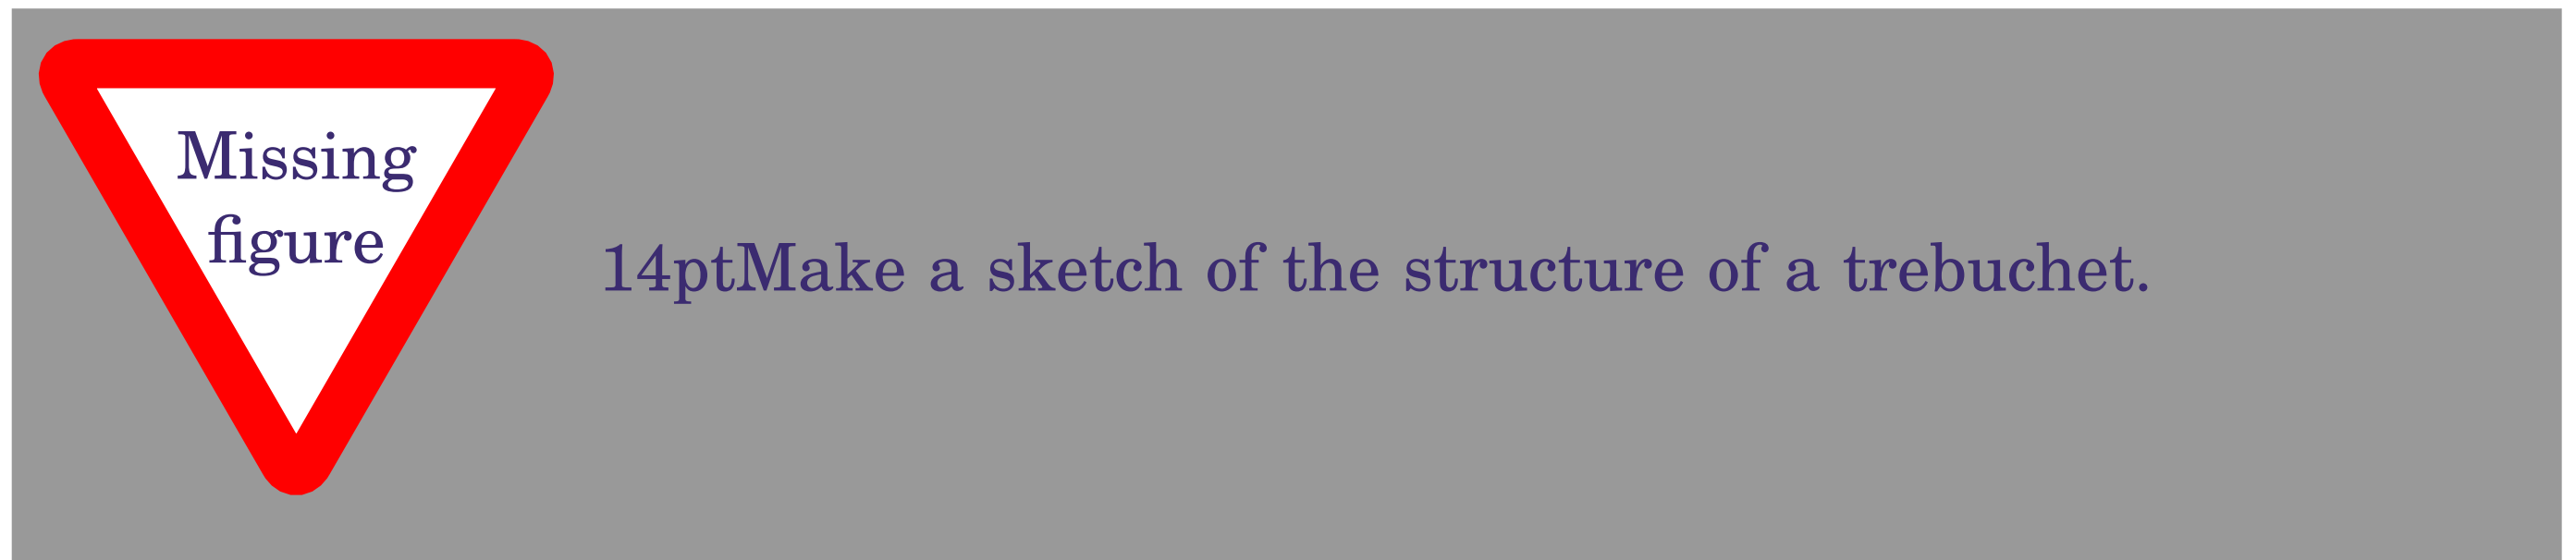 Missing
figure
14ptMake a sketch of the structure of a trebuchet.